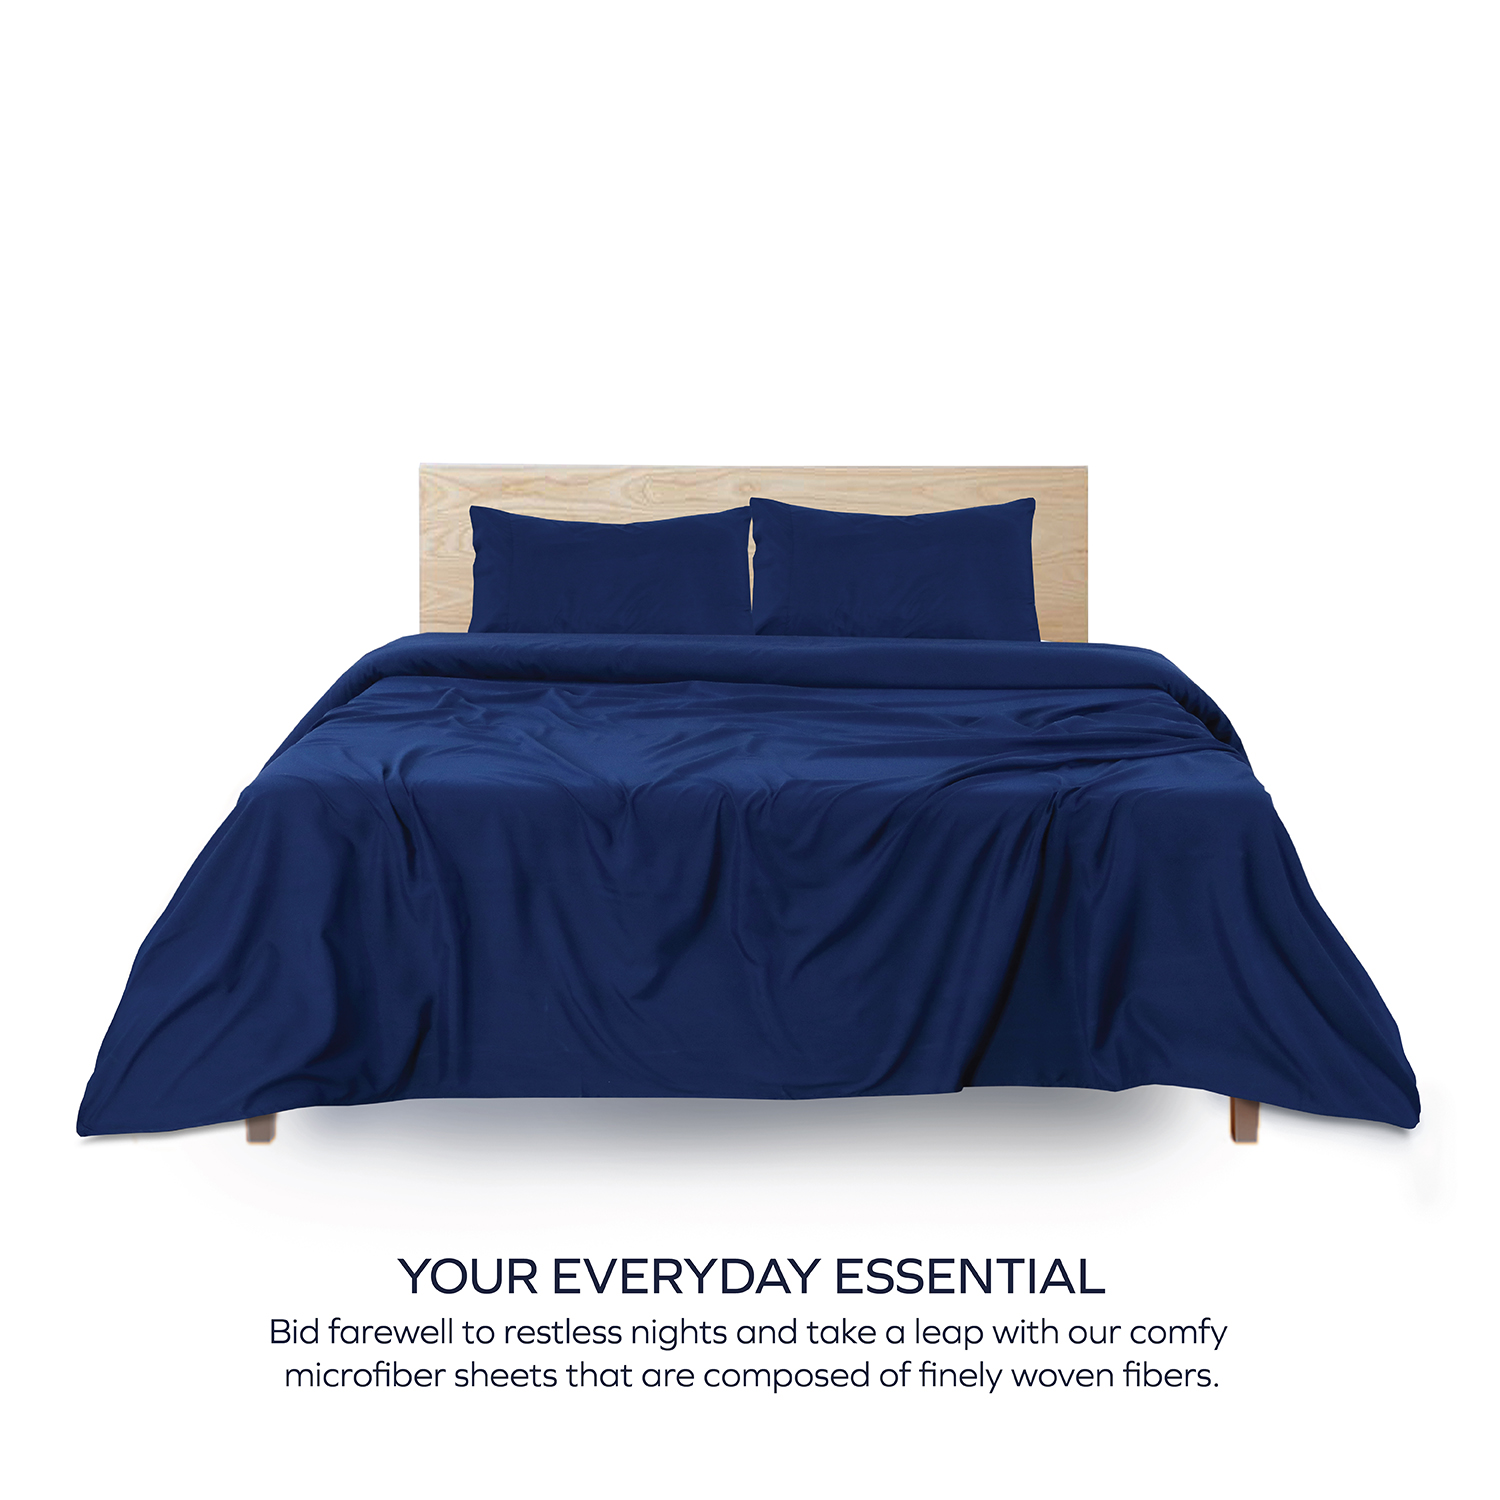 YOUR EVERYDAY ESSENTIAL
Bid farewell to restless nights and take a leap with our comfy
microfiber sheets that are composed of finely woven fibers.